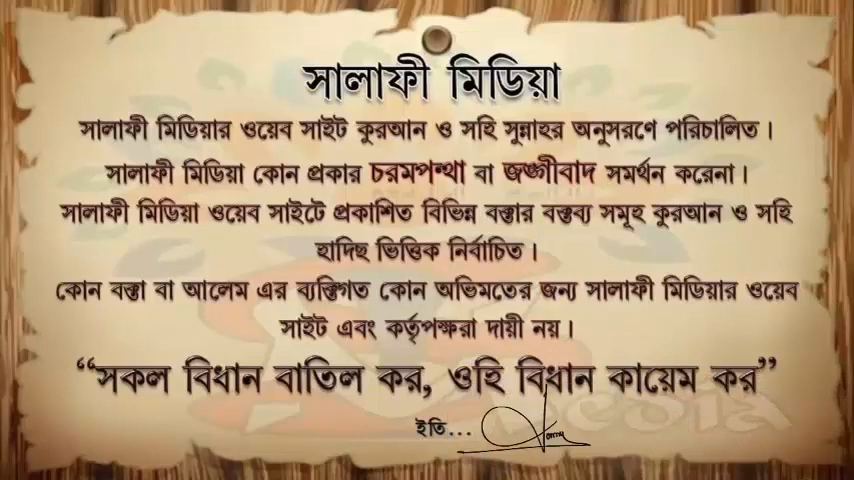 সালাফী মিডিয়া
সালাফী মিডিয়ার ওয়েব সাইট কুরআন ও সহি সুন্নাহর অনুসরণে পরিচালিত।
সালাফী মিডিয়া কোন প্রকার চরমপন্থা বা জঙ্গীবাদ সমর্থন করেনা।
সালাফী মিডিয়া ওয়েব সাইটে প্রকাশিত বিভিন্ন বক্তার বক্তব্য সমূহ কুরআন ও সহি
হাদিছ ভিত্তিক নির্বাচিত।
কোন বক্তা বা আলেম এর ব্যক্তিগত কোন অভিমতের জন্য সালাফী মিডিয়ার ওয়েব
সাইট এবং কর্তৃপক্ষরা দায়ী নয়।
“সকল বিধান বাতিল কর, ওহি বিধান কায়েম কর”
ইতি...